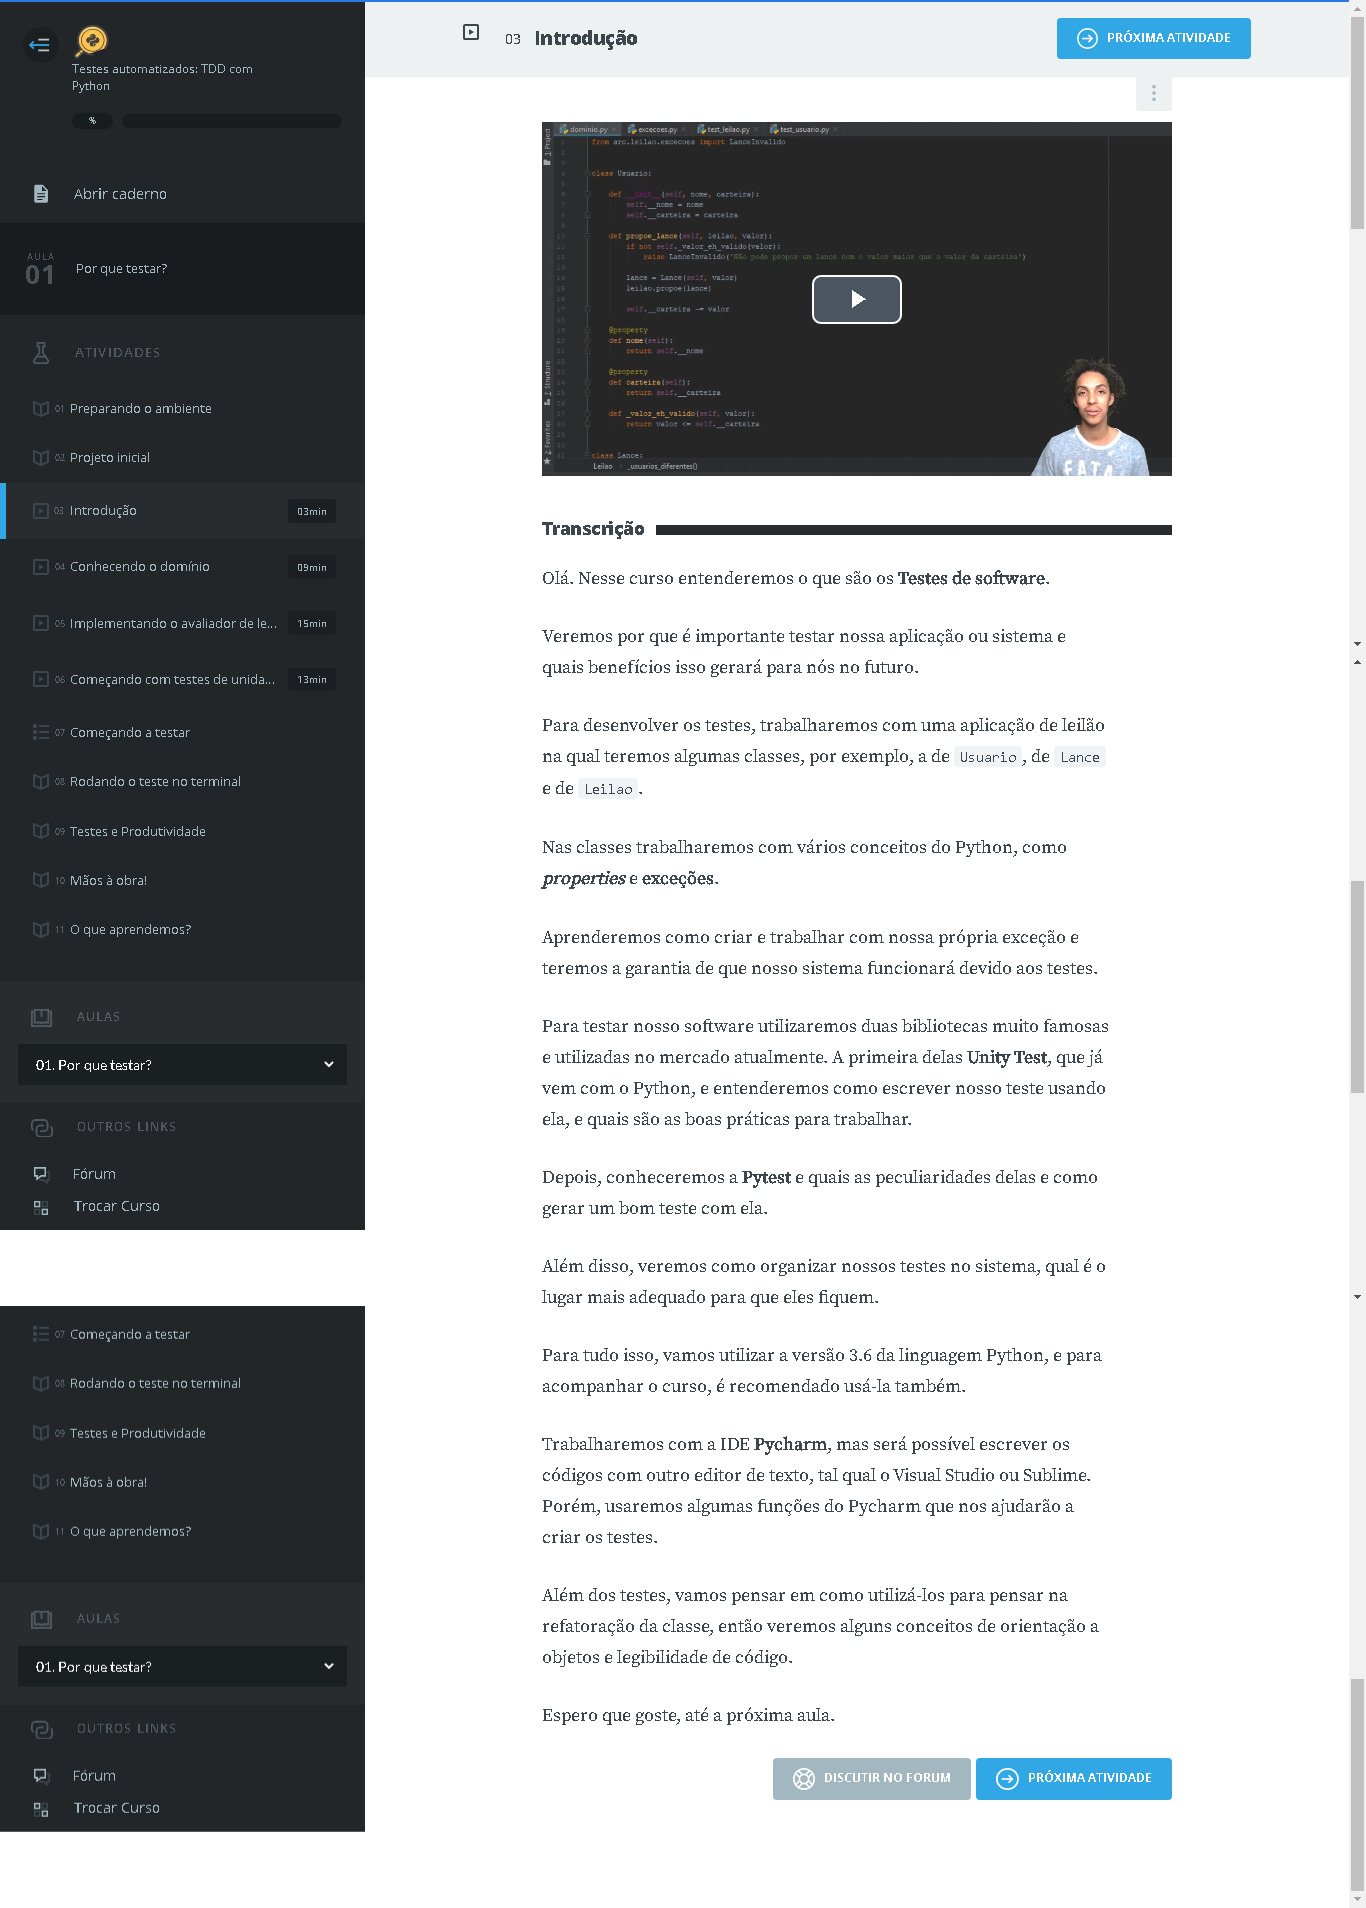 Testes automatizados: TDD com
Python
%
Abrir caderno
AULA
01
Por que testar?
ATIVIDADES
01 Preparando o ambiente
02 Projeto inicial
03 Introdução 03min
04 Conhecendo o domínio 09min
05 Implementando o avaliador de le... 15min
06 Começando com testes de unida... 13min
07 Começando a testar
08 Rodando o teste no terminal
09 Testes e Produtividade
10 Mãos à obra!
11 O que aprendemos?
AULAS
01. Por que testar?
OUTROS LINKS
Fórum
Trocar Curso
07 Começando a testar
08 Rodando o teste no terminal
09 Testes e Produtividade
10 Mãos à obra!
11 O que aprendemos?
AULAS
01. Por que testar?
OUTROS LINKS
Fórum
Trocar Curso
03 Introdução
PRÓXIMA ATIVIDADE
dominio.py excecoes.py test_leilao.py test_usuario.py
1: Project
7: Structure
2: Favorites
from src.leilao.excecoes import LanceInvalido
class Usuario:
def __init__(self, nome, carteira):
self.__nome = nome
self.__carteira = carteira
def propoe_lance(self, leilao, valor):
if not self._valor_eh_valido(valor):
raise LanceInvalido('Não pode propor um lance com o valor maior que o valor da carteira')
lance = Lance(self, valor)
leilao.propoe(lance)
self.__carteira -= valor
@property
def nome(self):
return self.__nome
@property
def carteira(self):
return self.__carteira
def _valor_eh_valido(self, valor):
return valor <= self.__carteira
class Lance:
Leilao _usuarios_diferentes()
Transcrição
Olá. Nesse curso entenderemos o que são os Testes de software.
Veremos por que é importante testar nossa aplicação ou sistema e
quais benefícios isso gerará para nós no futuro.
Para desenvolver os testes, trabalharemos com uma aplicação de leilão
na qual teremos algumas classes, por exemplo, a de Usuario , de Lance
e de Leilao .
Nas classes trabalharemos com vários conceitos do Python, como
properties e exceções.
Aprenderemos como criar e trabalhar com nossa própria exceção e
teremos a garantia de que nosso sistema funcionará devido aos testes.
Para testar nosso software utilizaremos duas bibliotecas muito famosas
e utilizadas no mercado atualmente. A primeira delas Unity Test, que já
vem com o Python, e entenderemos como escrever nosso teste usando
ela, e quais são as boas práticas para trabalhar.
Depois, conheceremos a Pytest e quais as peculiaridades delas e como
gerar um bom teste com ela.
Além disso, veremos como organizar nossos testes no sistema, qual é o
lugar mais adequado para que eles fiquem.
Para tudo isso, vamos utilizar a versão 3.6 da linguagem Python, e para
acompanhar o curso, é recomendado usá-la também.
Trabalharemos com a IDE Pycharm, mas será possível escrever os
códigos com outro editor de texto, tal qual o Visual Studio ou Sublime.
Porém, usaremos algumas funções do Pycharm que nos ajudarão a
criar os testes.
Além dos testes, vamos pensar em como utilizá-los para pensar na
refatoração da classe, então veremos alguns conceitos de orientação a
objetos e legibilidade de código.
Espero que goste, até a próxima aula.
DISCUTIR NO FORUM
PRÓXIMA ATIVIDADE